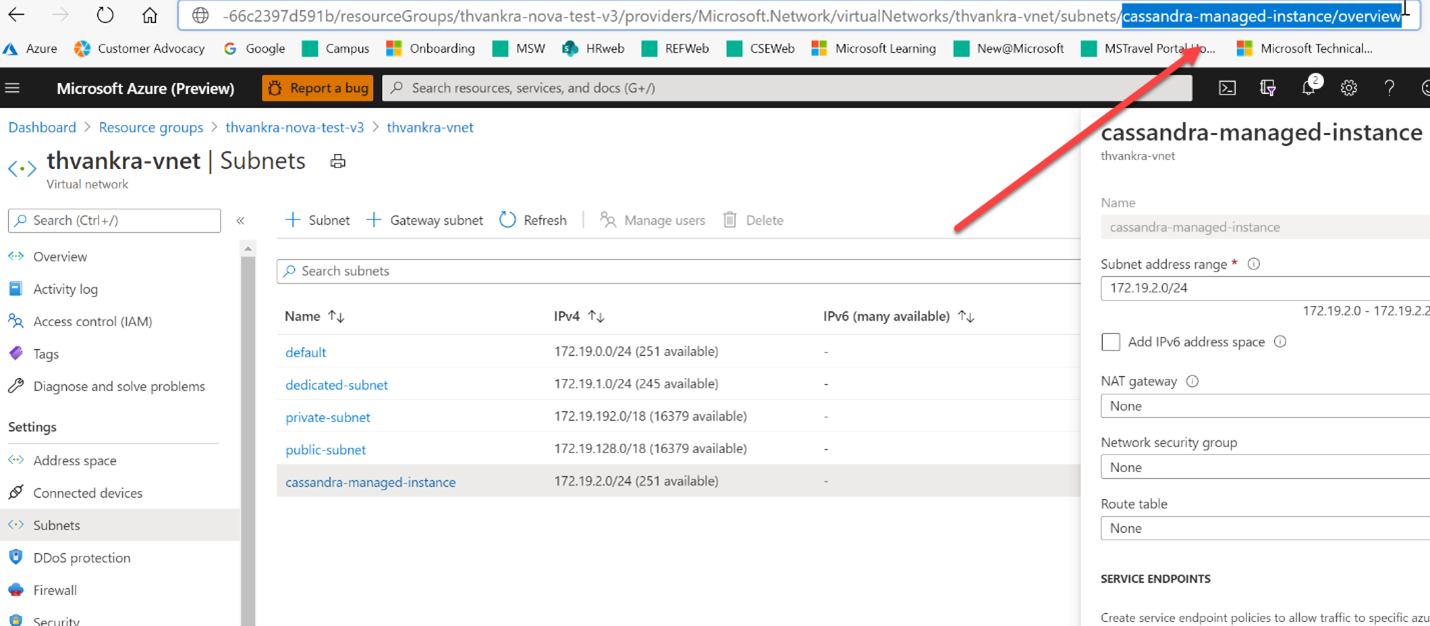 -66c2397d591b/resourceGroups/thvankra-nova-test-v3/providers/Microsoft.Network/virtualNetworks/thvankra-vnet/subnets/cassandra-managed-instance/overview
Azure Customer Advocacy Google Campus Onboarding MSW HRweb REFWeb CSEWeb Microsoft Learning New@Microsoft MSTravel Portal Microsoft Technical...
Microsoft Azure (Preview) Report a bug Search resources, services, and docs (G+/) 2
Dashboard > Resource groups > thvankra-nova-test-v3 > thvankra-vnet
thvankra-vnet | Subnets
Virtual network
Search (Ctrl+/) «
Overview
Activity log
Access control (IAM)
Tags
Diagnose and solve problems
Settings
Address space
Connected devices
Subnets
DDoS protection
Firewall
Security
+ Subnet + Gateway subnet Refresh Manage users Delete
Search subnets
Name ↑↓ IPv4 ↑↓ IPv6 (many available) ↑↓
default 172.19.0.0/24 (251 available) -
dedicated-subnet 172.19.1.0/24 (245 available) -
private-subnet 172.19.192.0/18 (16379 available) -
public-subnet 172.19.128.0/18 (16379 available) -
cassandra-managed-instance 172.19.2.0/24 (251 available) -
cassandra-managed-instance
thvankra-vnet
Name
cassandra-managed-instance
Subnet address range *
172.19.2.0/24
172.19.2.0 - 172.19.2.2
Add IPv6 address space
NAT gateway
None
Network security group
None
Route table
None
SERVICE ENDPOINTS
Create service endpoint policies to allow traffic to specific azu